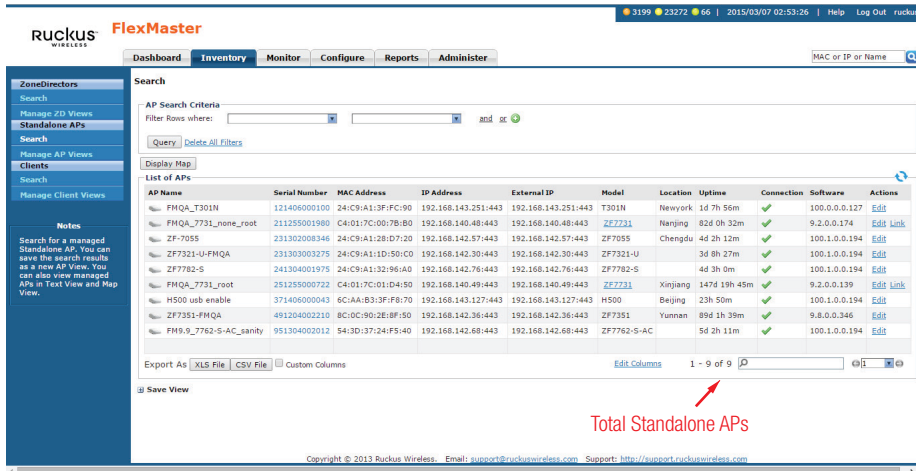 3199 23272 66 | 2015/03/07 02:53:26 | Help Log Out ruckus
Ruckus WIRELESS FlexMaster
Dashboard Inventory Monitor Configure Reports Administer MAC or IP or Name
ZoneDirectors
Search
Manage ZD Views
Standalone APs
Search
Manage AP Views
Clients
Search
Manage Client Views
Notes
Search for a managed
Standalone AP. You can
save the search results
as a new AP View. You
can also view managed
APs in Text View and Map
View.
Search
AP Search Criteria
Filter Rows where: and or
Query Delete All Filters
Display Map
List of APs
AP Name Serial Number MAC Address IP Address External IP Model Location Uptime Connection Software Actions
FMQA_T301N 121406000100 24:C9:A1:3F:FC:90 192.168.143.251:443 192.168.143.251:443 T301N Newyork 1d 7h 56m 100.0.0.0.127 Edit
FMQA_7731_none_root 211255001980 C4:01:7C:00:7B:B0 192.168.140.48:443 192.168.140.48:443 ZF7731 Nanjing 82d 0h 32m 9.2.0.0.174 Edit Link
ZF-7055 231302008346 24:C9:A1:28:D7:20 192.168.142.57:443 192.168.142.57:443 ZF7055 Chengdu 4d 2h 12m 100.1.0.0.194 Edit
ZF7321-U-FMQA 231303003275 24:C9:A1:1D:50:C0 192.168.142.30:443 192.168.142.30:443 ZF7321-U 3d 8h 27m 100.1.0.0.194 Edit
ZF7782-S 241304001975 24:C9:A1:32:96:A0 192.168.142.76:443 192.168.142.76:443 ZF7782-S 4d 3h 0m 100.1.0.0.194 Edit
FMQA_7731_root 251255000722 C4:01:7C:01:D4:50 192.168.140.49:443 192.168.140.49:443 ZF7731 Xinjiang 147d 19h 45m 9.2.0.0.139 Edit Link
H500 usb enable 371406000043 6C:AA:B3:3F:F8:70 192.168.143.127:443 192.168.143.127:443 H500 Beijing 23h 50m 100.1.0.0.194 Edit
ZF7351-FMQA 491204002210 8C:0C:90:2E:8F:50 192.168.142.36:443 192.168.142.36:443 ZF7351 Yunnan 89d 1h 39m 9.8.0.0.346 Edit
FM9.9_7762-S-AC_sanity 951304002012 54:3D:37:24:F5:40 192.168.142.68:443 192.168.142.68:443 ZF7762-S-AC 5d 2h 11m 100.1.0.0.194 Edit
Export As XLS File CSV File Custom Columns Edit Columns 1 - 9 of 9 1
Save View
Total Standalone APs
Copyright © 2013 Ruckus Wireless. Email: support@ruckuswireless.com Support: http://support.ruckuswireless.com